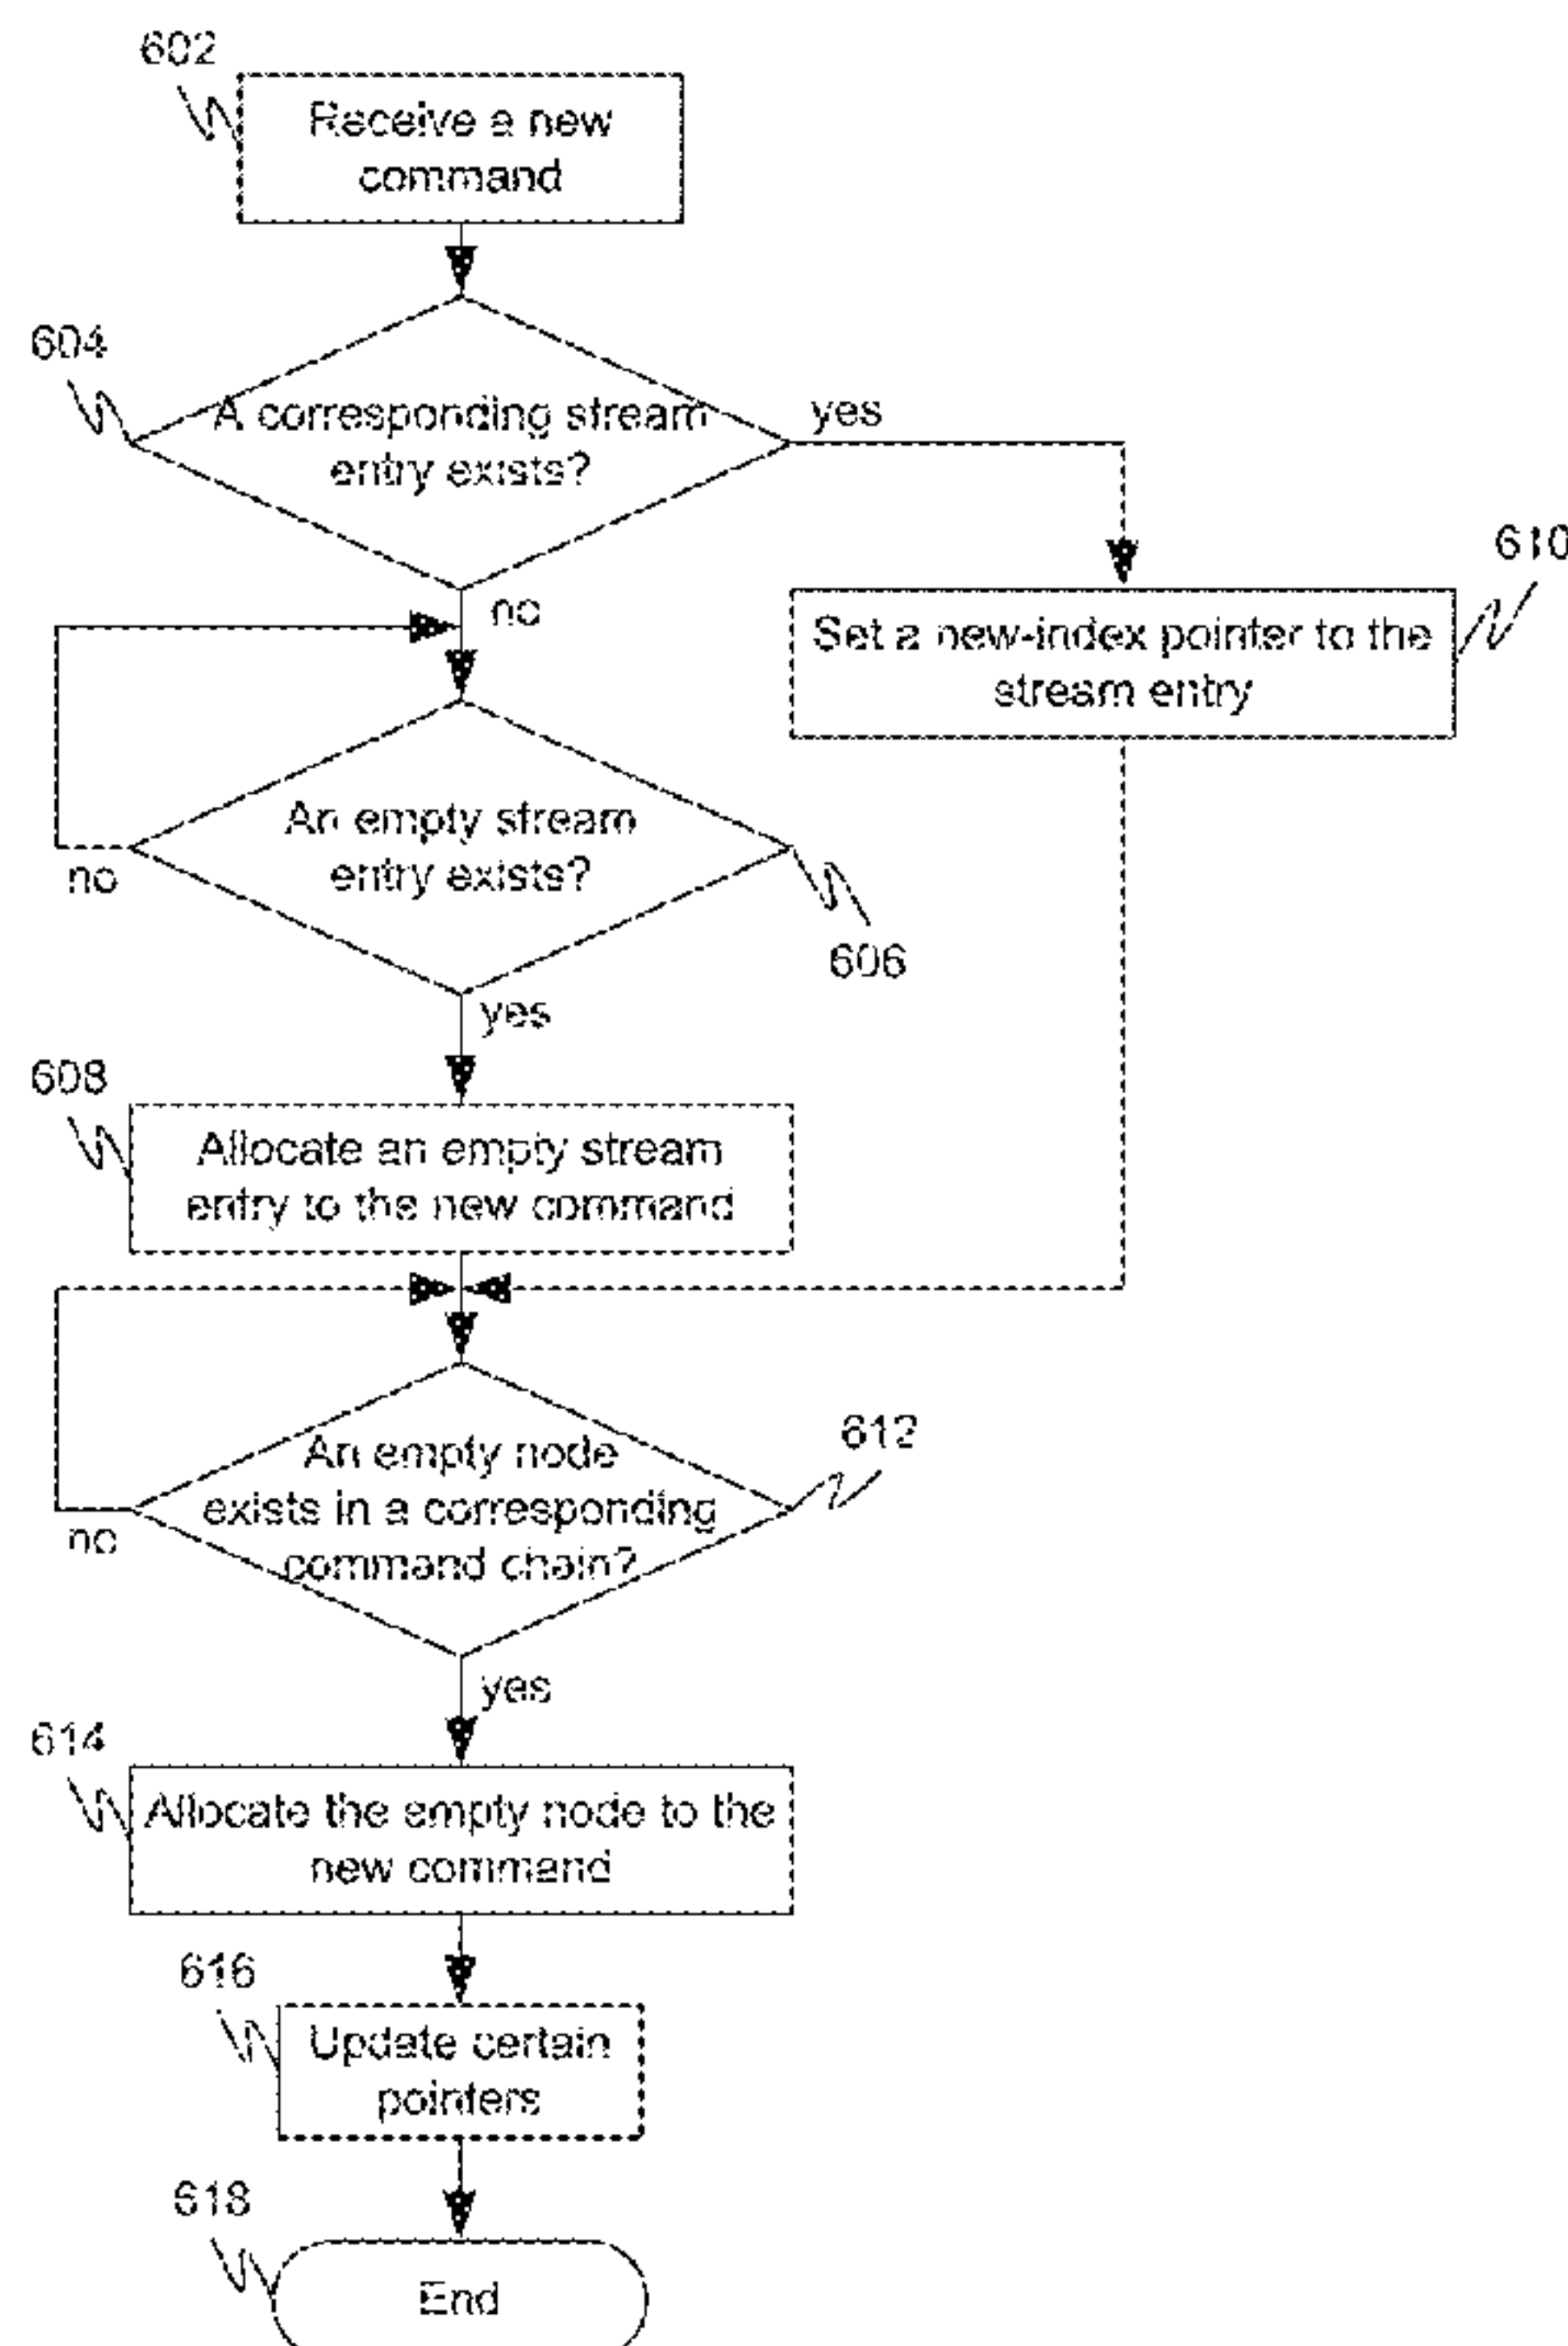 602
Receive a new
command
604
A corresponding stream
entry exists?
yes
no
610
Set a new-index pointer to the
stream entry
An empty stream
entry exists?
no
606
yes
608
Allocate an empty stream
entry to the new command
612
An empty node
exists in a corresponding
command chain?
no
yes
614
Allocate the empty node to the
new command
616
Update certain
pointers
618
End